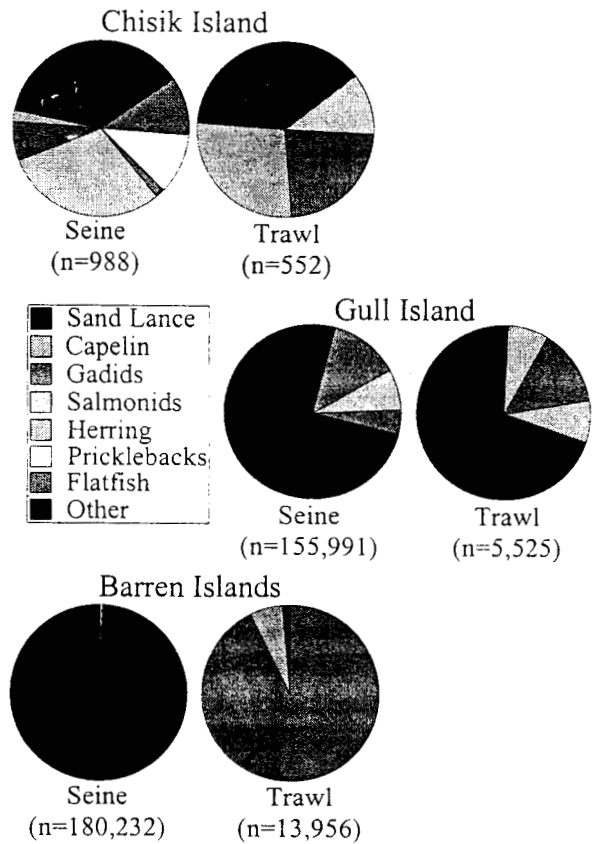 Chisik Island
Seine
(n=988)
Trawl
(n=552)
Gull Island
Sand Lance
Capelin
Gadids
Salmonids
Herring
Pricklebacks
Flatfish
Other
Seine
(n=155,991)
Trawl
(n=5,525)
Barren Islands
Seine
(n=180,232)
Trawl
(n=13,956)